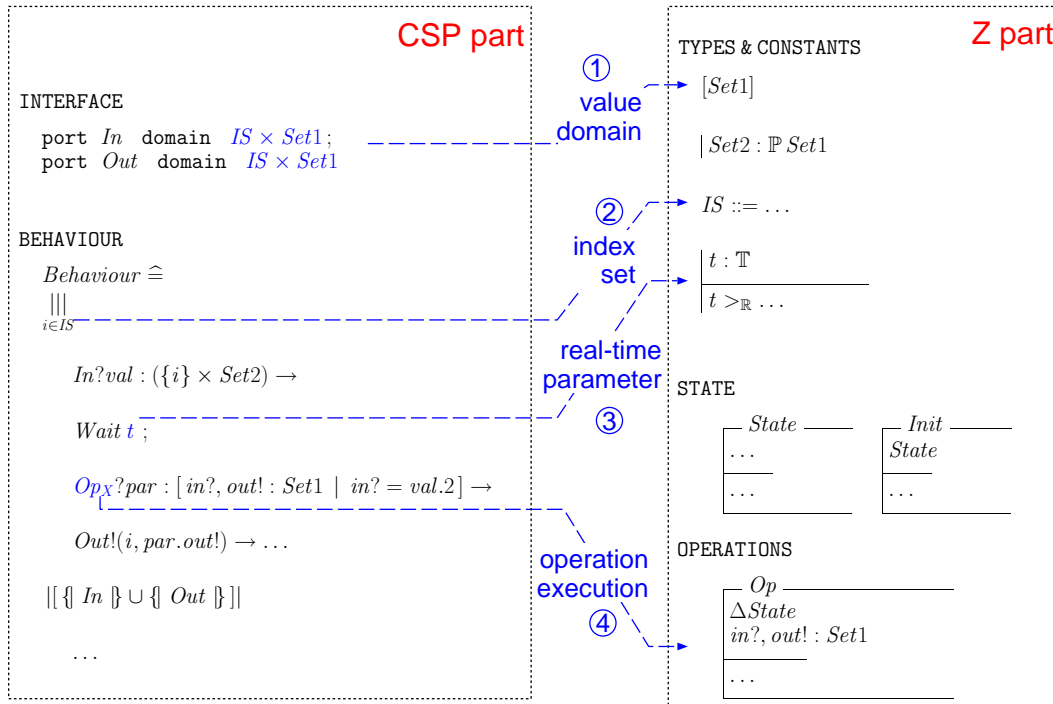 CSP part
INTERFACE
port In domain IS × Set1 ;
port Out domain IS × Set1
BEHAVIOUR
Behaviour ≙
|||
i∈IS
In?val : ({i} × Set2) →
Wait t ;
Op_X?par : [ in?, out! : Set1 | in? = val.2 ] →
Out!(i, par.out!) → . . .
|[ {| In |} ∪ {| Out |} ]|
. . .
①
value
domain
②
index
set
real-time
parameter
③
operation
execution
④
Z part
TYPES & CONSTANTS
[Set1]
Set2 : ℙ Set1
IS ::= . . .
t : 𝕋
t >_ℝ . . .
STATE
State
. . .
. . .
Init
State
. . .
OPERATIONS
Op
ΔState
in?, out! : Set1
. . .